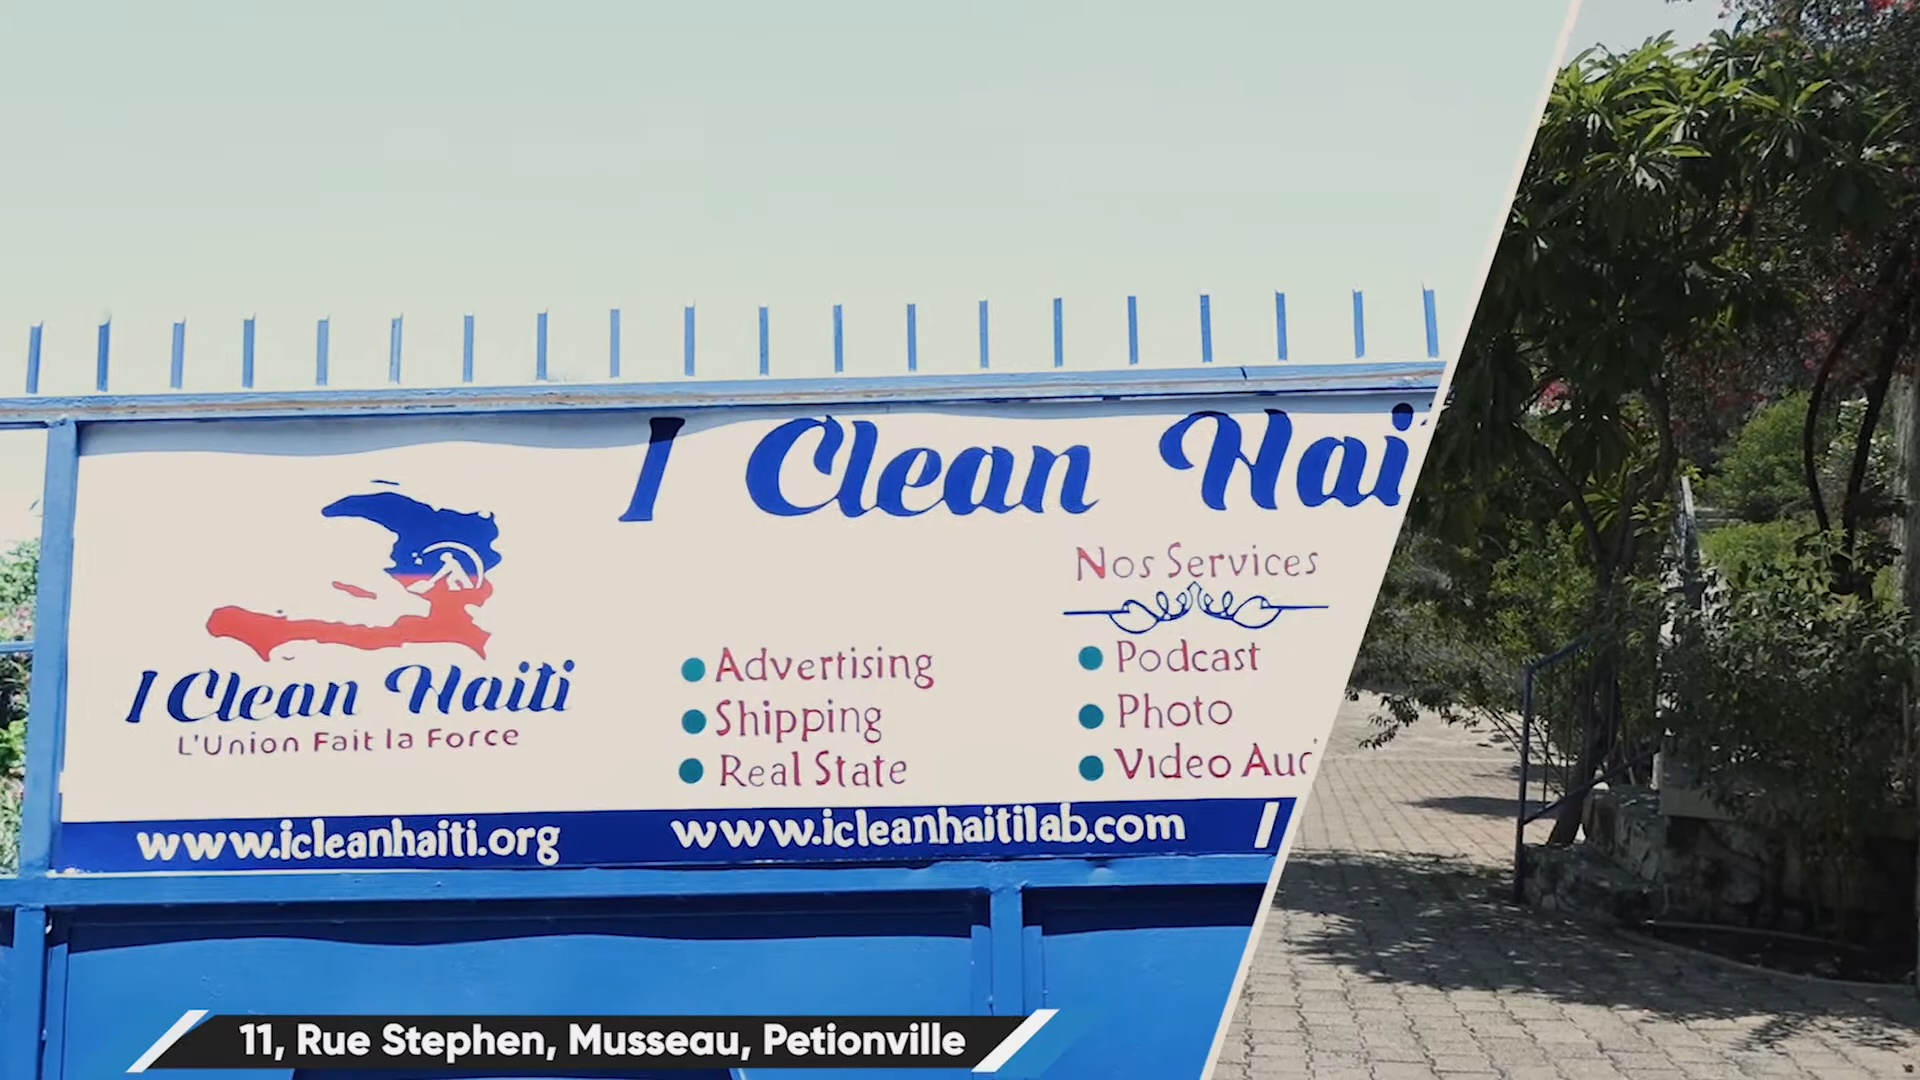 I Clean Hai
I Clean Haiti
L'Union Fait la Force
Nos Services
Advertising
Shipping
Real State
Podcast
Photo
Video
www.icleanhaiti.org
www.icleanhaitilab.com
11, Rue Stephen, Musseau, Petionville